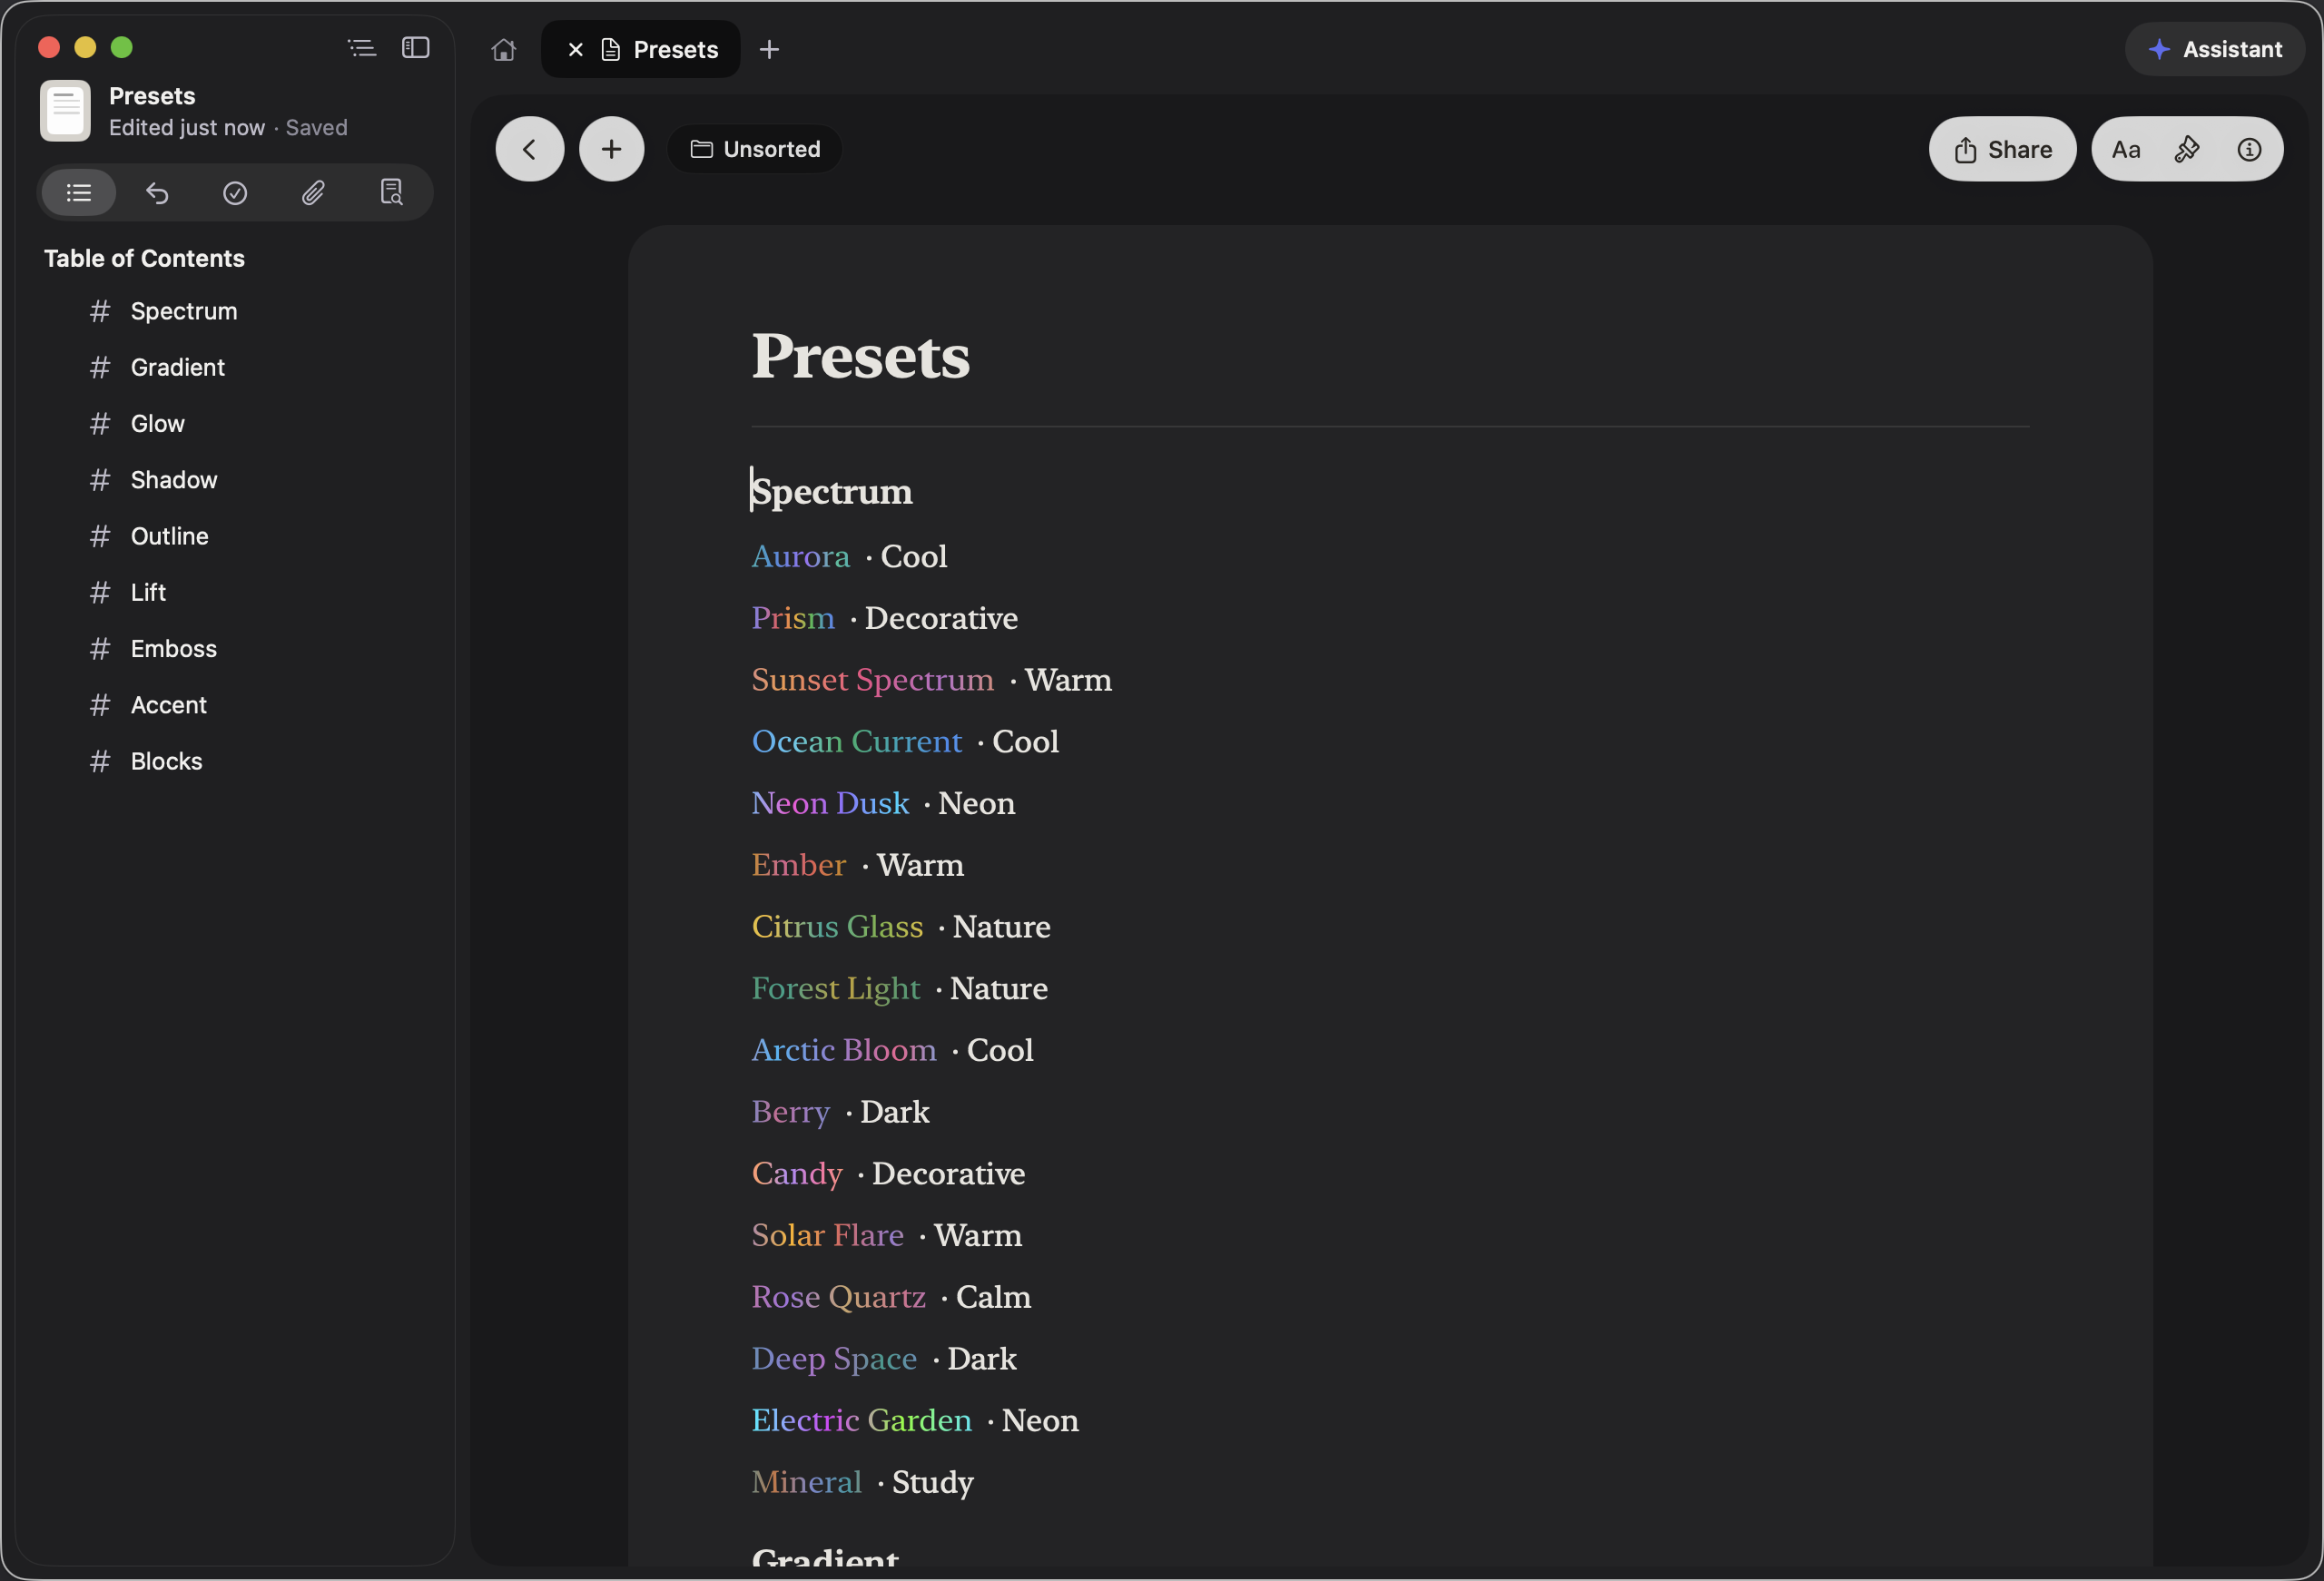 Presets
Edited just now · Saved
Table of Contents
# Spectrum
# Gradient
# Glow
# Shadow
# Outline
# Lift
# Emboss
# Accent
# Blocks
Presets
Assistant
Unsorted
Share
Aa
Presets
Spectrum
Aurora · Cool
Prism · Decorative
Sunset Spectrum · Warm
Ocean Current · Cool
Neon Dusk · Neon
Ember · Warm
Citrus Glass · Nature
Forest Light · Nature
Arctic Bloom · Cool
Berry · Dark
Candy · Decorative
Solar Flare · Warm
Rose Quartz · Calm
Deep Space · Dark
Electric Garden · Neon
Mineral · Study
Gradient